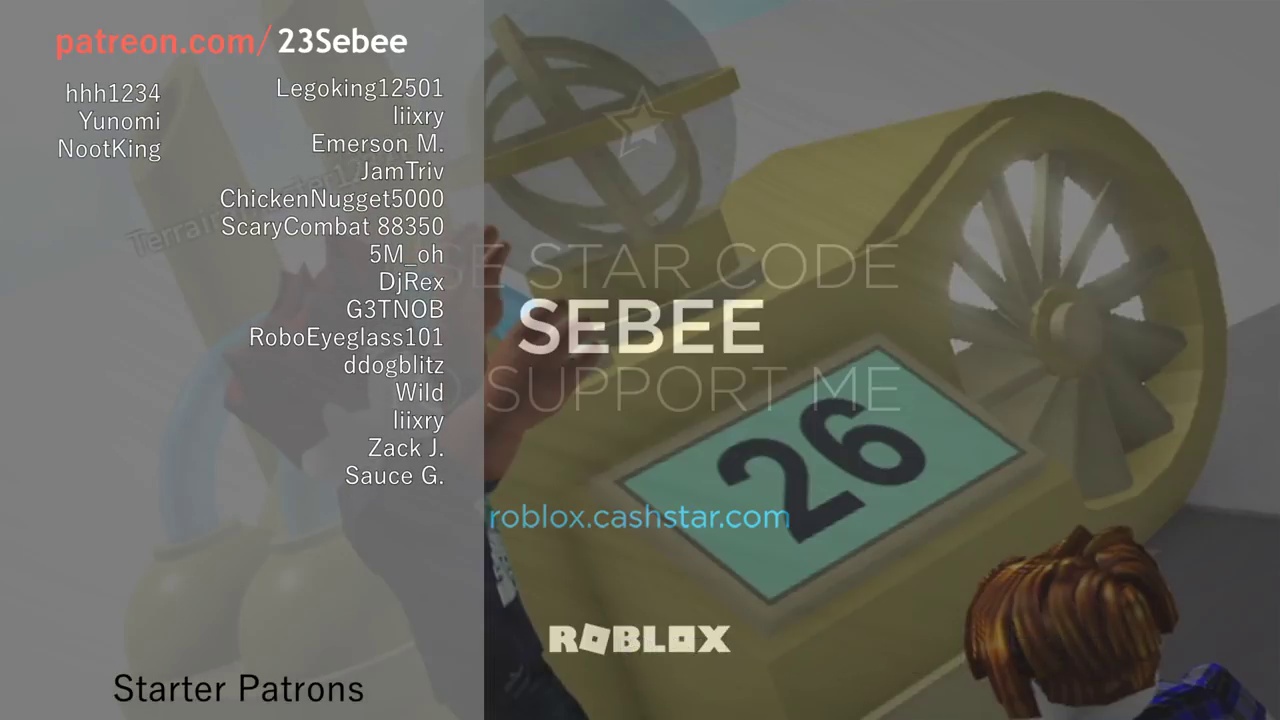 patreon.com/23Sebee
hhh1234
Yunomi
NootKing
Legoking12501
liixry
Emerson M.
JamTriv
ChickenNugget5000
ScaryCombat 88350
5M_oh
DjRex
G3TNOB
RoboEyeglass101
ddogblitz
Wild
liixry
Zack J.
Sauce G.
Starter Patrons
STAR CODE
SEBEE
SUPPORT ME
26
roblox.cashstar.com
ROBLOX